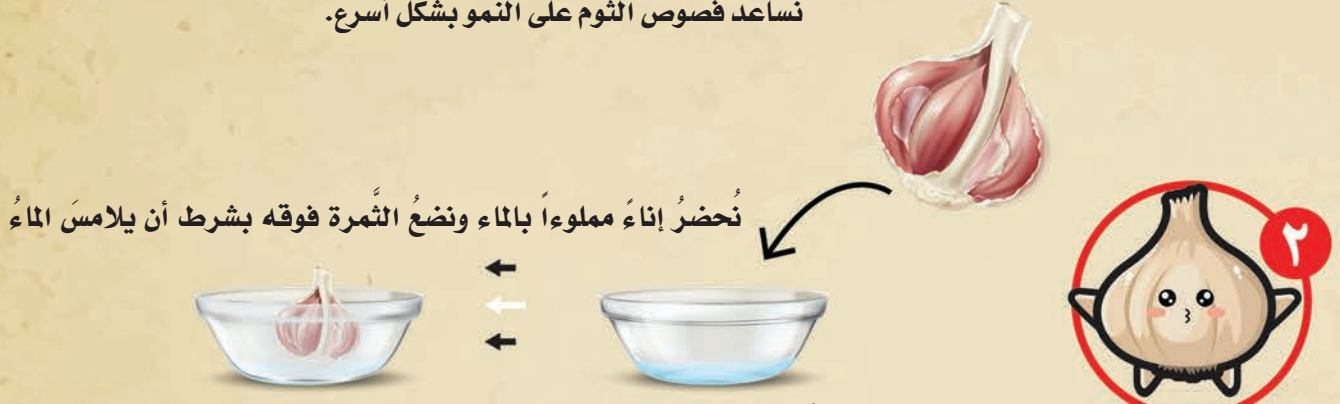 نساعد فصوص الثوم على النمو بشكل أسرع.
نُحضرُ إناءً مملوءاً بالماء ونضعُ الثَّمرة فوقه بشرط أن يلامسَ الماءُ
٢